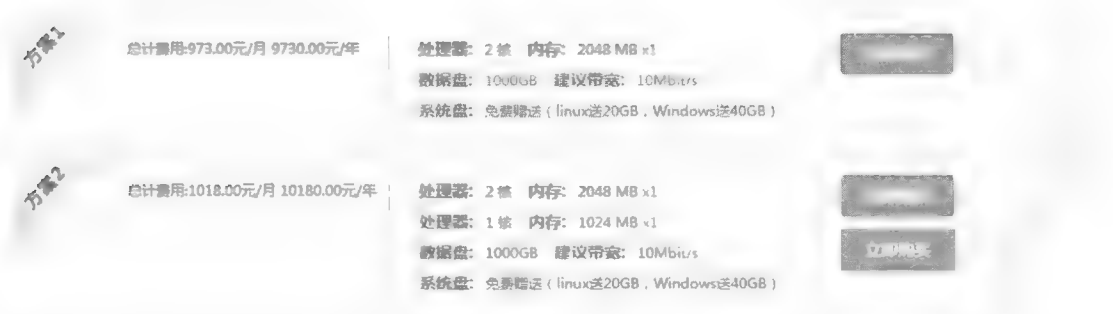 方案1
总计费用:973.00元/月 9730.00元/年
处理器: 2 核 内存: 2048 MB x1
数据盘: 1000GB 建议带宽: 10Mbit/s
系统盘: 免费赠送(linux送20GB,Windows送40GB)
方案2
总计费用:1018.00元/月 10180.00元/年
处理器: 2 核 内存: 2048 MB x1
处理器: 1 核 内存: 1024 MB x1
数据盘: 1000GB 建议带宽: 10Mbit/s
系统盘: 免费赠送(linux送20GB,Windows送40GB)